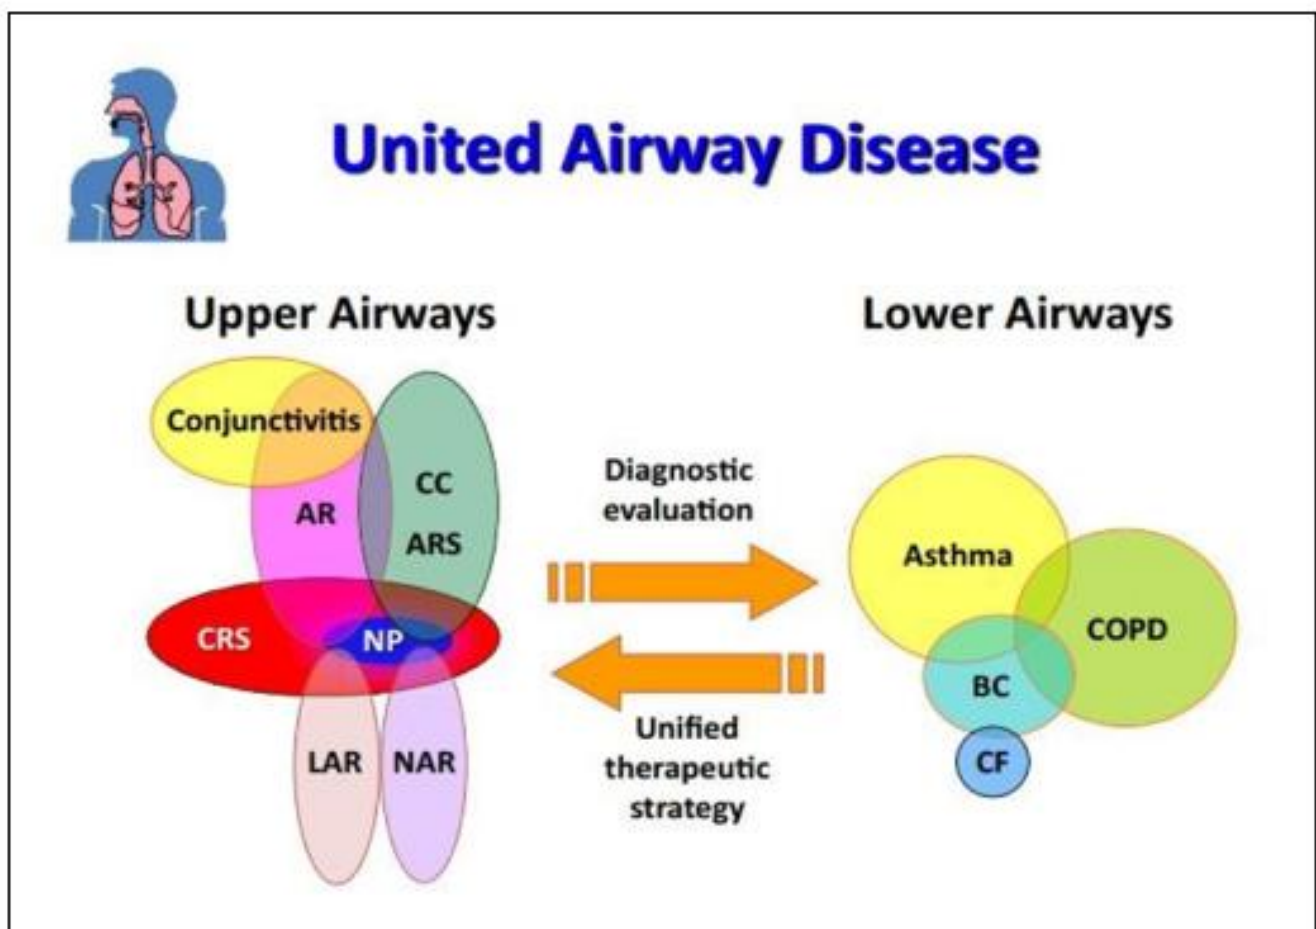 United Airway Disease
Upper Airways
Lower Airways
Conjunctivitis
AR
CC
ARS
CRS
NP
LAR
NAR
Diagnostic
evaluation
Unified
therapeutic
strategy
Asthma
COPD
BC
CF